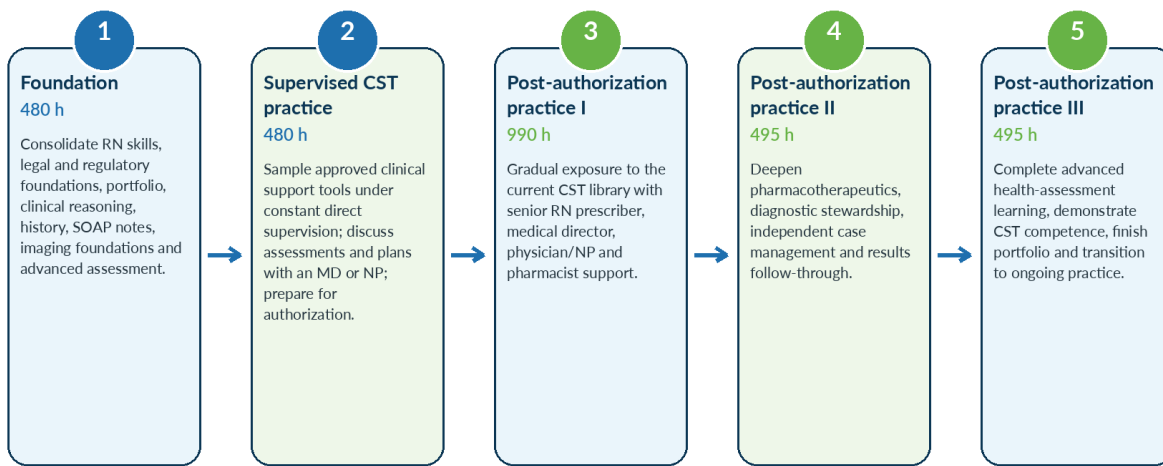 1
Foundation
480 h
Consolidate RN skills,
legal and regulatory
foundations, portfolio,
clinical reasoning,
history, SOAP notes,
imaging foundations and
advanced assessment.
2
Supervised CST
practice
480 h
Sample approved clinical
support tools under
constant direct
supervision; discuss
assessments and plans
with an MD or NP;
prepare for
authorization.
3
Post-authorization
practice I
990 h
Gradual exposure to the
current CST library with
senior RN prescriber,
medical director,
physician/NP and
pharmacist support.
4
Post-authorization
practice II
495 h
Deepen
pharmacotherapeutics,
diagnostic stewardship,
independent case
management and results
follow-through.
5
Post-authorization
practice III
495 h
Complete advanced
health-assessment
learning, demonstrate
CST competence, finish
portfolio and transition
to ongoing practice.